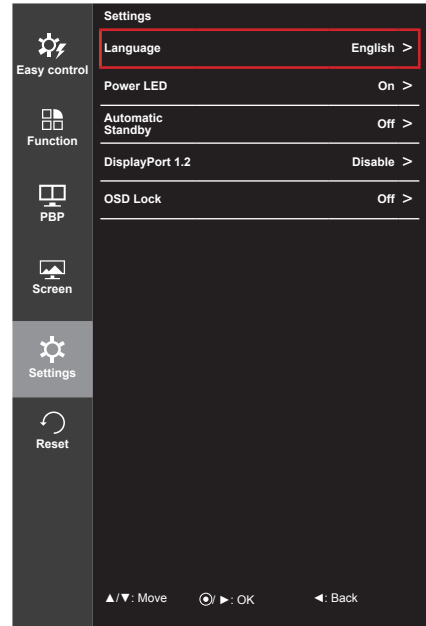 Settings
Easy control
Language English >
Power LED On >
Function
Automatic
Standby Off >
DisplayPort 1.2 Disable >
PBP
OSD Lock Off >
Screen
Settings
Reset
▲/▼: Move ◉/ ►: OK ◄: Back